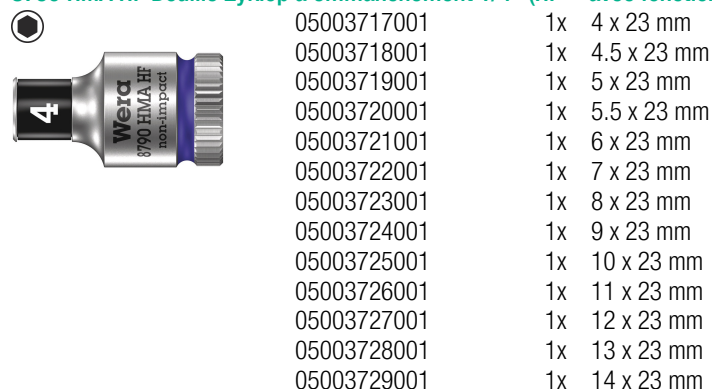 05003717001 1x 4 x 23 mm
05003718001 1x 4.5 x 23 mm
05003719001 1x 5 x 23 mm
05003720001 1x 5.5 x 23 mm
05003721001 1x 6 x 23 mm
05003722001 1x 7 x 23 mm
05003723001 1x 8 x 23 mm
05003724001 1x 9 x 23 mm
05003725001 1x 10 x 23 mm
05003726001 1x 11 x 23 mm
05003727001 1x 12 x 23 mm
05003728001 1x 13 x 23 mm
05003729001 1x 14 x 23 mm
4
Wera
8790 HMA HF
non-impact